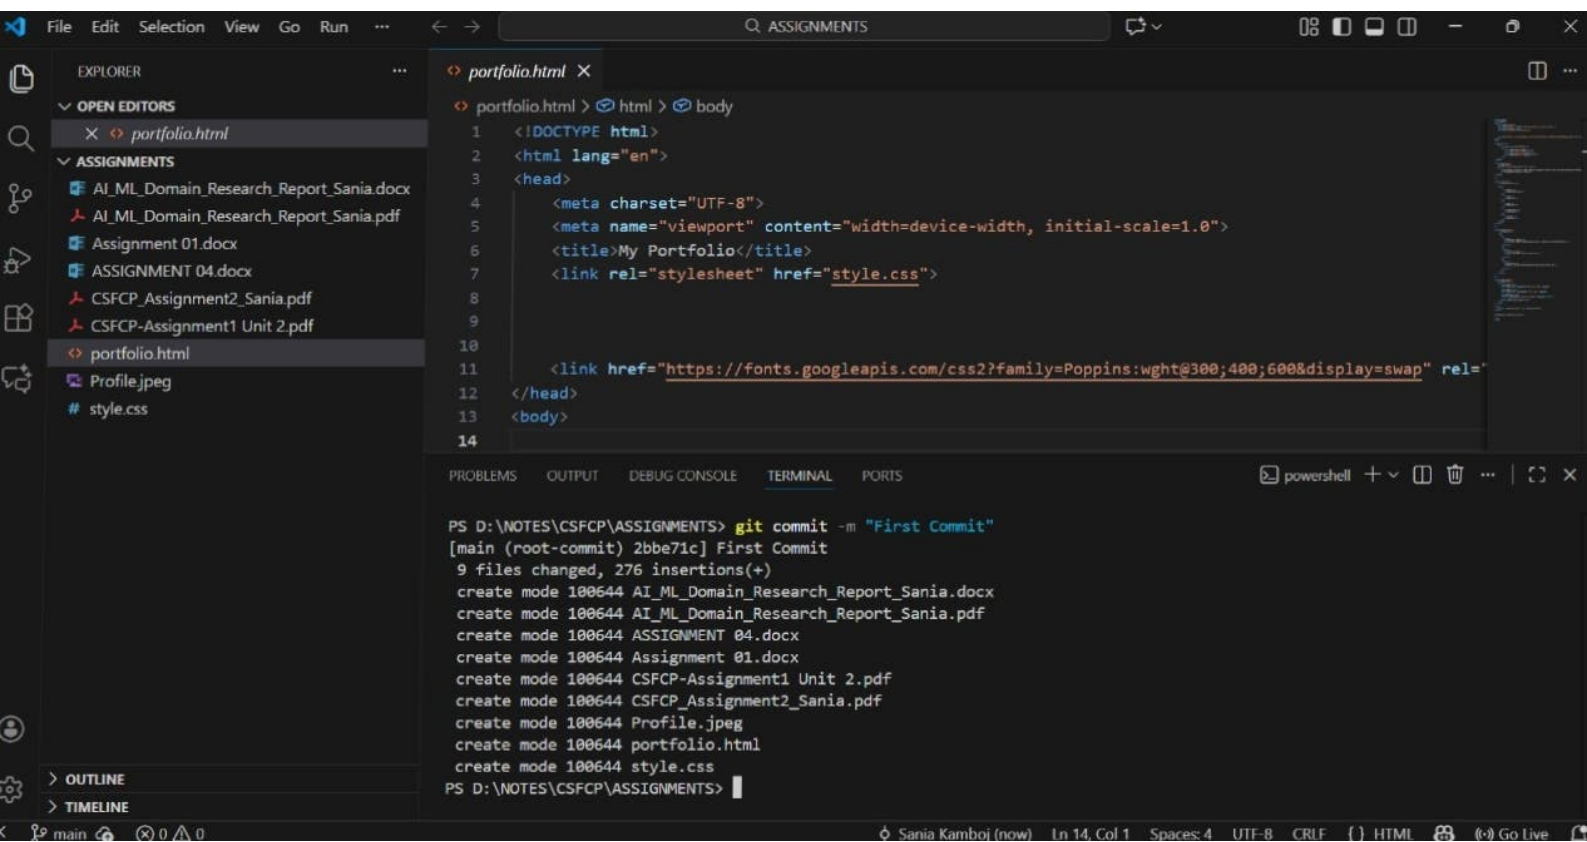 File Edit Selection View Go Run ··· ASSIGNMENTS
EXPLORER ···
OPEN EDITORS
portfolio.html
ASSIGNMENTS
AI_ML_Domain_Research_Report_Sania.docx
AI_ML_Domain_Research_Report_Sania.pdf
Assignment 01.docx
ASSIGNMENT 04.docx
CSFCP_Assignment2_Sania.pdf
CSFCP-Assignment1 Unit 2.pdf
portfolio.html
Profile.jpeg
# style.css
OUTLINE
TIMELINE
portfolio.html
portfolio.html > html > body
1 <!DOCTYPE html>
2 <html lang="en">
3 <head>
4 <meta charset="UTF-8">
5 <meta name="viewport" content="width=device-width, initial-scale=1.0">
6 <title>My Portfolio</title>
7 <link rel="stylesheet" href="style.css">
8
9
10
11 <link href="https://fonts.googleapis.com/css2?family=Poppins:wght@300;400;600&display=swap" rel="
12 </head>
13 <body>
14
PROBLEMS OUTPUT DEBUG CONSOLE TERMINAL PORTS powershell
PS D:\NOTES\CSFCP\ASSIGNMENTS> git commit -m "First Commit"
[main (root-commit) 2bbe71c] First Commit
9 files changed, 276 insertions(+)
create mode 100644 AI_ML_Domain_Research_Report_Sania.docx
create mode 100644 AI_ML_Domain_Research_Report_Sania.pdf
create mode 100644 ASSIGNMENT 04.docx
create mode 100644 Assignment 01.docx
create mode 100644 CSFCP-Assignment1 Unit 2.pdf
create mode 100644 CSFCP_Assignment2_Sania.pdf
create mode 100644 Profile.jpeg
create mode 100644 portfolio.html
create mode 100644 style.css
PS D:\NOTES\CSFCP\ASSIGNMENTS>
main 0 0 Sania Kamboj (now) Ln 14, Col 1 Spaces: 4 UTF-8 CRLF {} HTML Go Live